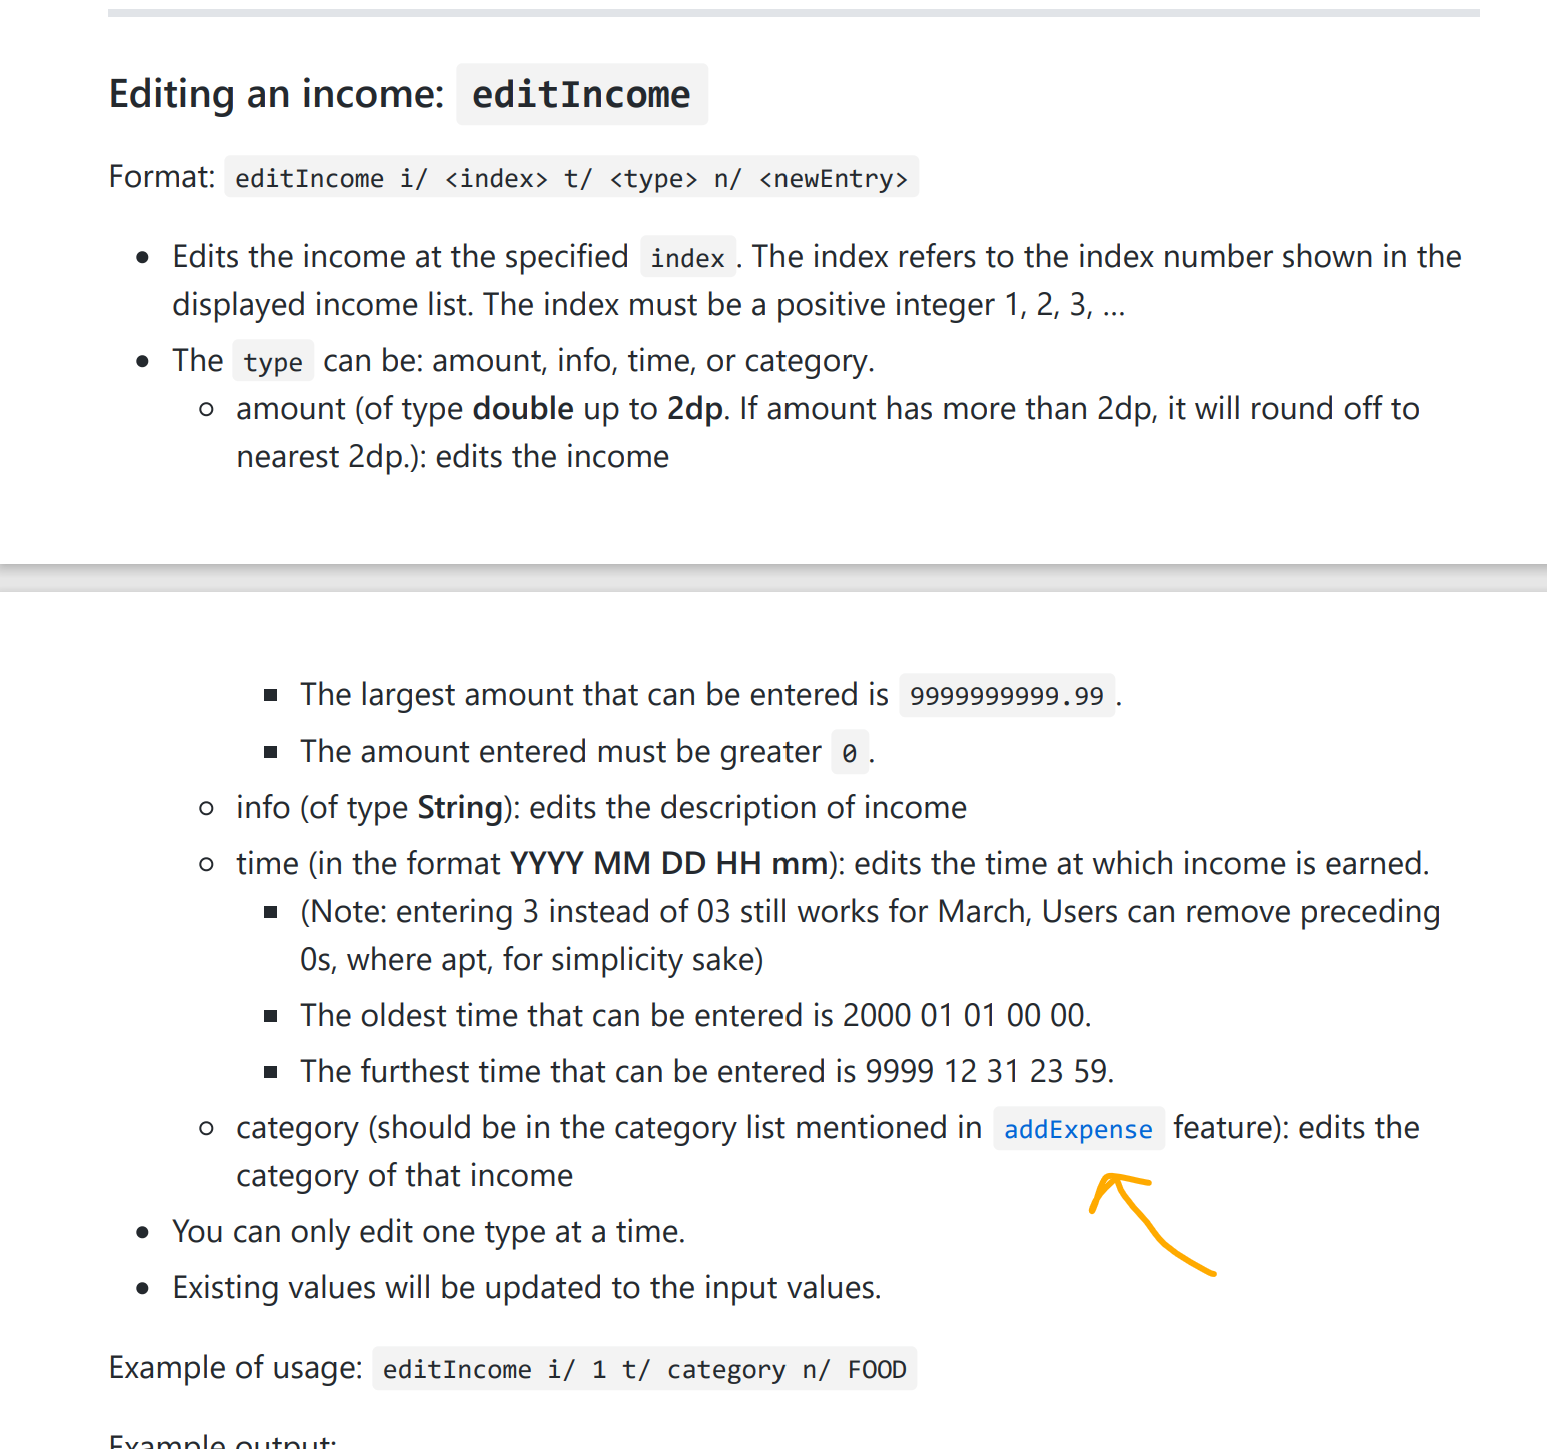 Editing an income: editIncome
Format: editIncome i/ <index> t/ <type> n/ <newEntry>
• Edits the income at the specified index. The index refers to the index number shown in the
displayed income list. The index must be a positive integer 1, 2, 3, ...
• The type can be: amount, info, time, or category.
○ amount (of type double up to 2dp. If amount has more than 2dp, it will round off to
nearest 2dp.): edits the income
■ The largest amount that can be entered is 9999999999.99.
■ The amount entered must be greater 0.
○ info (of type String): edits the description of income
○ time (in the format YYYY MM DD HH mm): edits the time at which income is earned.
■ (Note: entering 3 instead of 03 still works for March, Users can remove preceding
0s, where apt, for simplicity sake)
■ The oldest time that can be entered is 2000 01 01 00 00.
■ The furthest time that can be entered is 9999 12 31 23 59.
○ category (should be in the category list mentioned in addExpense feature): edits the
category of that income
• You can only edit one type at a time.
• Existing values will be updated to the input values.
Example of usage: editIncome i/ 1 t/ category n/ FOOD
Example output: